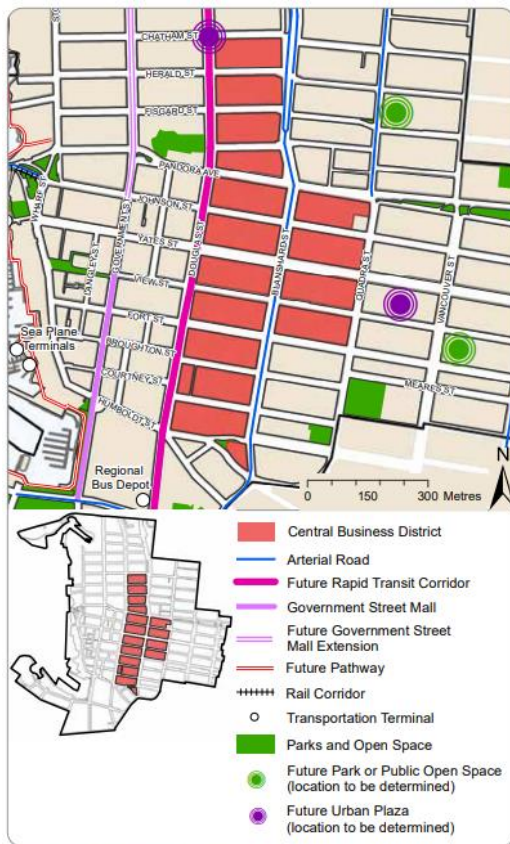 STO
CHATHAM ST
HERALD ST
FISGARD ST
PANDORA AVE
WHARF ST
GOVERNMENT S
JOHNSON ST
DOUGLAS ST
YATES ST
BLANSHARD ST
QUADRA ST
VANCOUVER ST
LANGLEY ST
VIEW ST
FORT ST
Sea Plane
Terminals
BROUGHTON ST
COURTNEY ST
MEARES ST
HUMBOLDT ST
Regional
Bus Depot
N
0 150 300 Metres
Central Business District
Arterial Road
Future Rapid Transit Corridor
Government Street Mall
Future Government Street
Mall Extension
Future Pathway
Rail Corridor
Transportation Terminal
Parks and Open Space
Future Park or Public Open Space
(location to be determined)
Future Urban Plaza
(location to be determined)